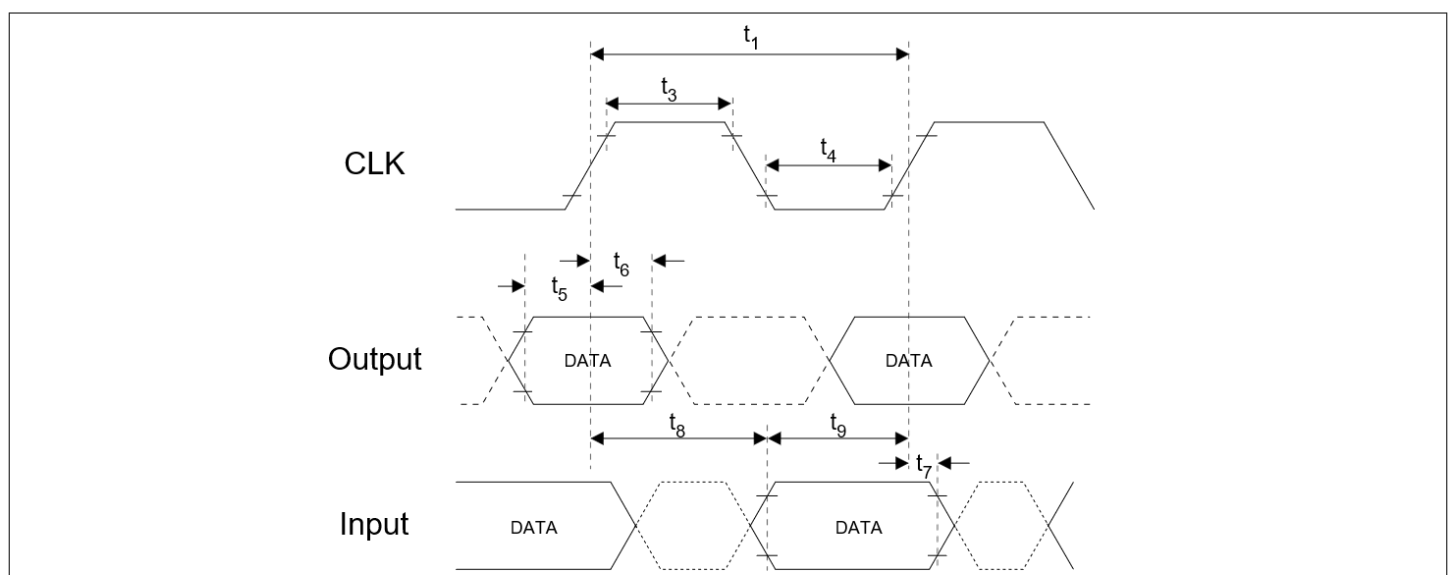 t₁
t₃
CLK
t₄
t₆
t₅
Output
DATA
DATA
t₈
t₉
t₇
Input
DATA
DATA